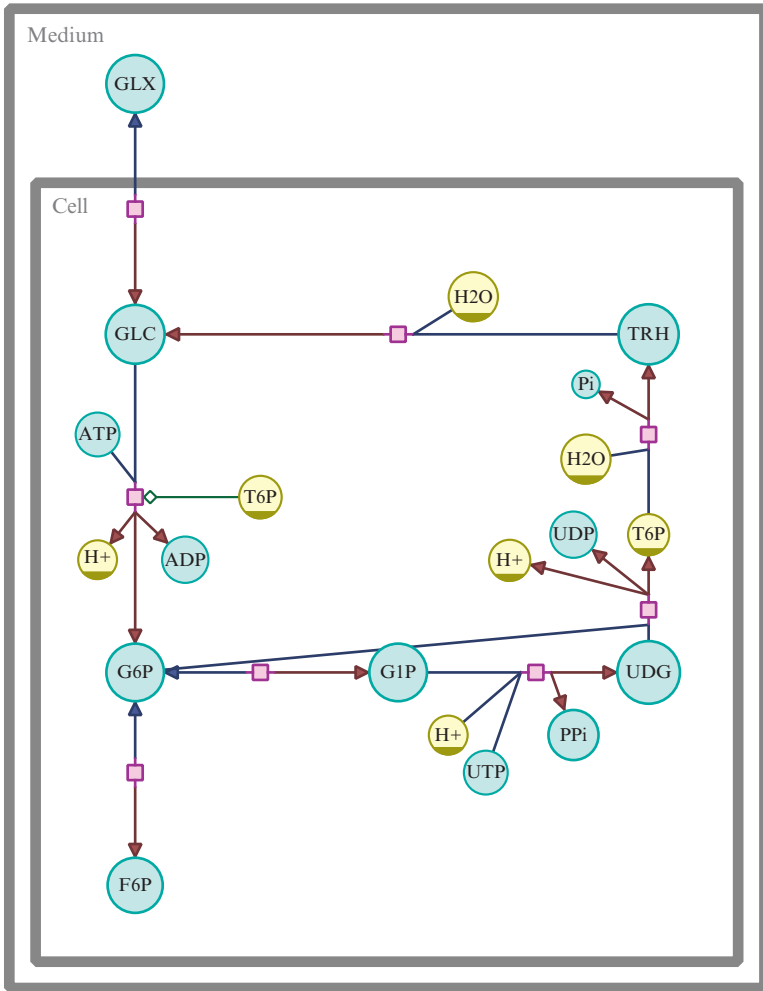 Medium
GLX
Cell
H2O
GLC
TRH
Pi
ATP
H2O
T6P
T6P
UDP
H+
H+
ADP
G6P
G1P
UDG
H+
PPi
UTP
F6P